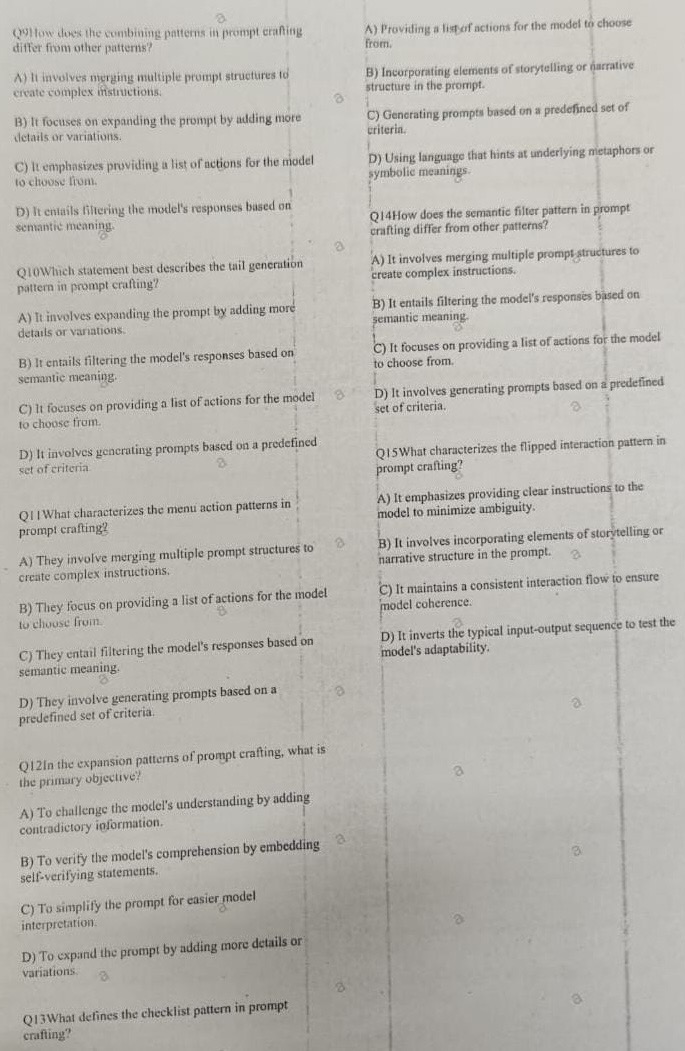 Q9How does the combining patterns in prompt crafting
differ from other patterns?
A) It involves merging multiple prompt structures to
create complex instructions.
B) It focuses on expanding the prompt by adding more
details or variations.
C) It emphasizes providing a list of actions for the model
to choose from.
D) It entails filtering the model's responses based on
semantic meaning.
Q10Which statement best describes the tail generation
pattern in prompt crafting?
A) It involves expanding the prompt by adding more
details or variations.
B) It entails filtering the model's responses based on
semantic meaning.
C) It focuses on providing a list of actions for the model
to choose from.
D) It involves generating prompts based on a predefined
set of criteria.
Q11What characterizes the menu action patterns in
prompt crafting?
A) They involve merging multiple prompt structures to
create complex instructions.
B) They focus on providing a list of actions for the model
to choose from.
C) They entail filtering the model's responses based on
semantic meaning.
D) They involve generating prompts based on a
predefined set of criteria.
Q12In the expansion patterns of prompt crafting, what is
the primary objective?
A) To challenge the model's understanding by adding
contradictory information.
B) To verify the model's comprehension by embedding
self-verifying statements.
C) To simplify the prompt for easier model
interpretation.
D) To expand the prompt by adding more details or
variations.
Q13What defines the checklist pattern in prompt
crafting?
A) Providing a list of actions for the model to choose
from.
B) Incorporating elements of storytelling or narrative
structure in the prompt.
C) Generating prompts based on a predefined set of
criteria.
D) Using language that hints at underlying metaphors or
symbolic meanings.
Q14How does the semantic filter pattern in prompt
crafting differ from other patterns?
A) It involves merging multiple prompt structures to
create complex instructions.
B) It entails filtering the model's responses based on
semantic meaning.
C) It focuses on providing a list of actions for the model
to choose from.
D) It involves generating prompts based on a predefined
set of criteria.
Q15What characterizes the flipped interaction pattern in
prompt crafting?
A) It emphasizes providing clear instructions to the
model to minimize ambiguity.
B) It involves incorporating elements of storytelling or
narrative structure in the prompt.
C) It maintains a consistent interaction flow to ensure
model coherence.
D) It inverts the typical input-output sequence to test the
model's adaptability.